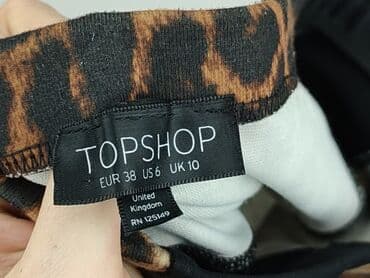 TOPSHOP
EUR 38 US 6 UK 10
United
Kingdom
RN 125149